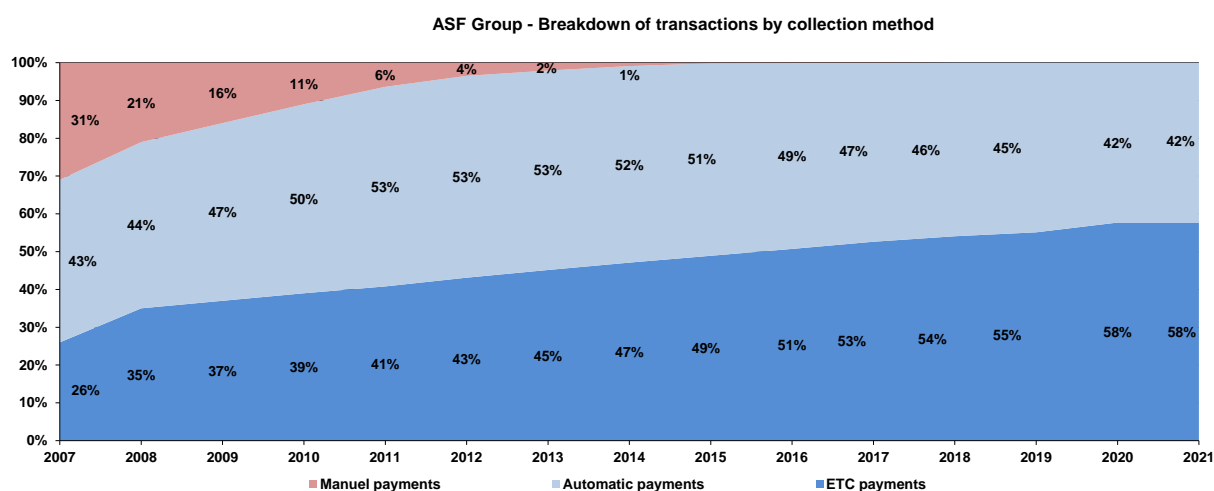 ASF Group - Breakdown of transactions by collection method
100%
90%
80%
70%
60%
50%
40%
30%
20%
10%
0%
31% 21% 16% 11% 6% 4% 2% 1%
43% 44% 47% 50% 53% 53% 53% 52% 51% 49% 47% 46% 45% 42% 42%
26% 35% 37% 39% 41% 43% 45% 47% 49% 51% 53% 54% 55% 58% 58%
2007 2008 2009 2010 2011 2012 2013 2014 2015 2016 2017 2018 2019 2020 2021
Manuel payments Automatic payments ETC payments